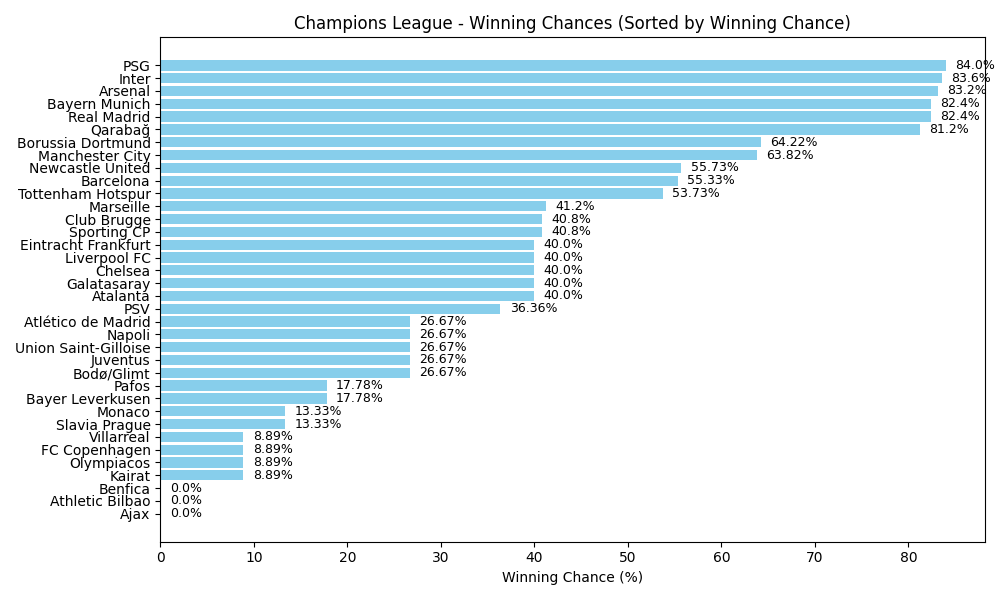 Champions League - Winning Chances (Sorted by Winning Chance)
PSG 84.0%
Inter 83.6%
Arsenal 83.2%
Bayern Munich 82.4%
Real Madrid 82.4%
Qarabağ 81.2%
Borussia Dortmund 64.22%
Manchester City 63.82%
Newcastle United 55.73%
Barcelona 55.33%
Tottenham Hotspur 53.73%
Marseille 41.2%
Club Brugge 40.8%
Sporting CP 40.8%
Eintracht Frankfurt 40.0%
Liverpool FC 40.0%
Chelsea 40.0%
Galatasaray 40.0%
Atalanta 40.0%
PSV 36.36%
Atlético de Madrid 26.67%
Napoli 26.67%
Union Saint-Gilloise 26.67%
Juventus 26.67%
Bodø/Glimt 26.67%
Pafos 17.78%
Bayer Leverkusen 17.78%
Monaco 13.33%
Slavia Prague 13.33%
Villarreal 8.89%
FC Copenhagen 8.89%
Olympiacos 8.89%
Kairat 8.89%
Benfica 0.0%
Athletic Bilbao 0.0%
Ajax 0.0%
0 10 20 30 40 50 60 70 80
Winning Chance (%)